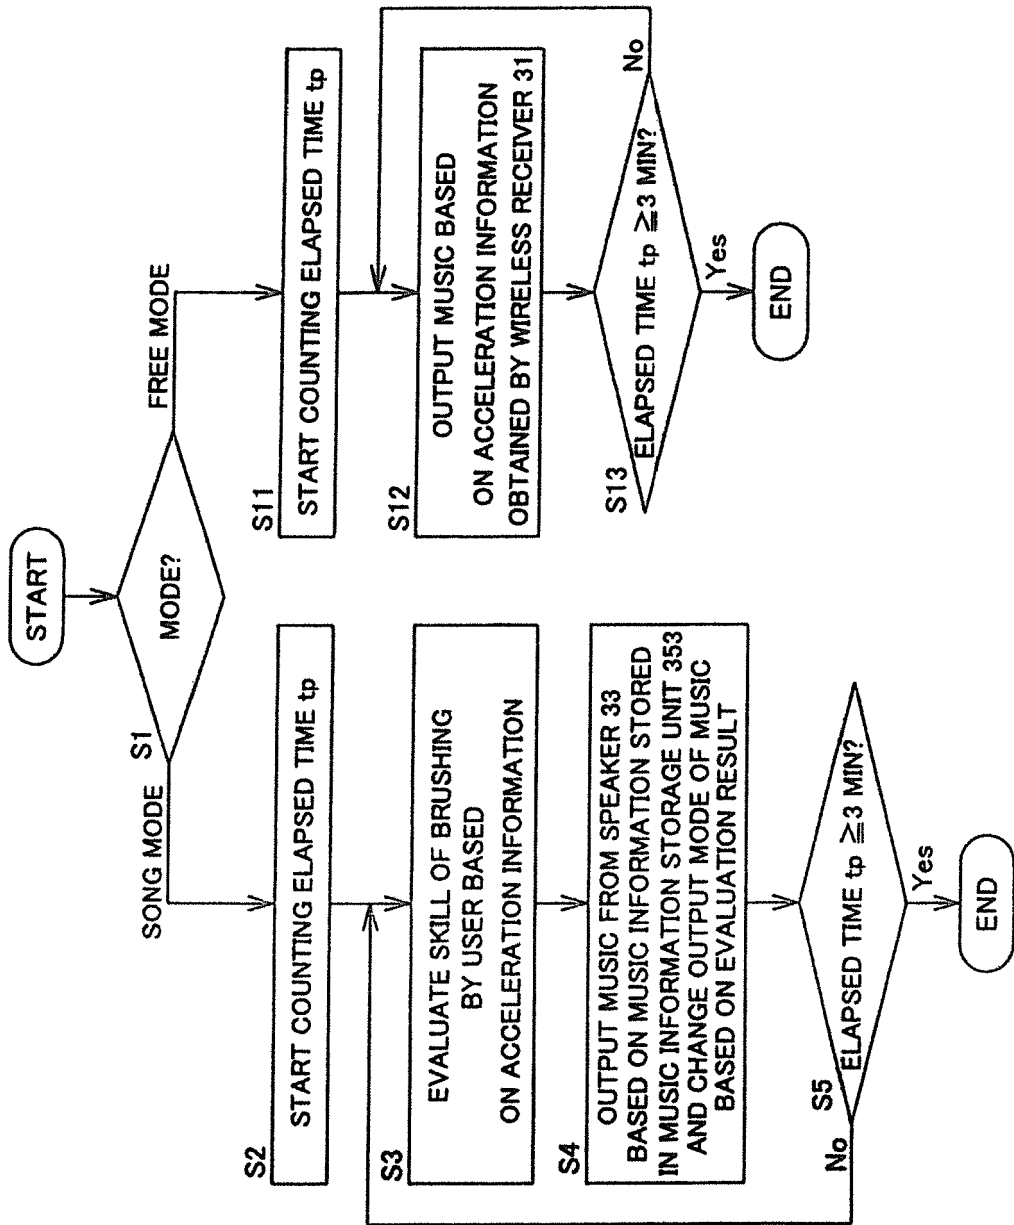 START
S1
MODE?
SONG MODE
FREE MODE
S2
START COUNTING ELAPSED TIME tp
S3
EVALUATE SKILL OF BRUSHING
BY USER BASED
ON ACCELERATION INFORMATION
S4
OUTPUT MUSIC FROM SPEAKER 33
BASED ON MUSIC INFORMATION STORED
IN MUSIC INFORMATION STORAGE UNIT 353
AND CHANGE OUTPUT MODE OF MUSIC
BASED ON EVALUATION RESULT
S5
ELAPSED TIME tp ≧3 MIN?
No
Yes
END
S11
START COUNTING ELAPSED TIME tp
S12
OUTPUT MUSIC BASED
ON ACCELERATION INFORMATION
OBTAINED BY WIRELESS RECEIVER 31
S13
ELAPSED TIME tp ≧3 MIN?
No
Yes
END